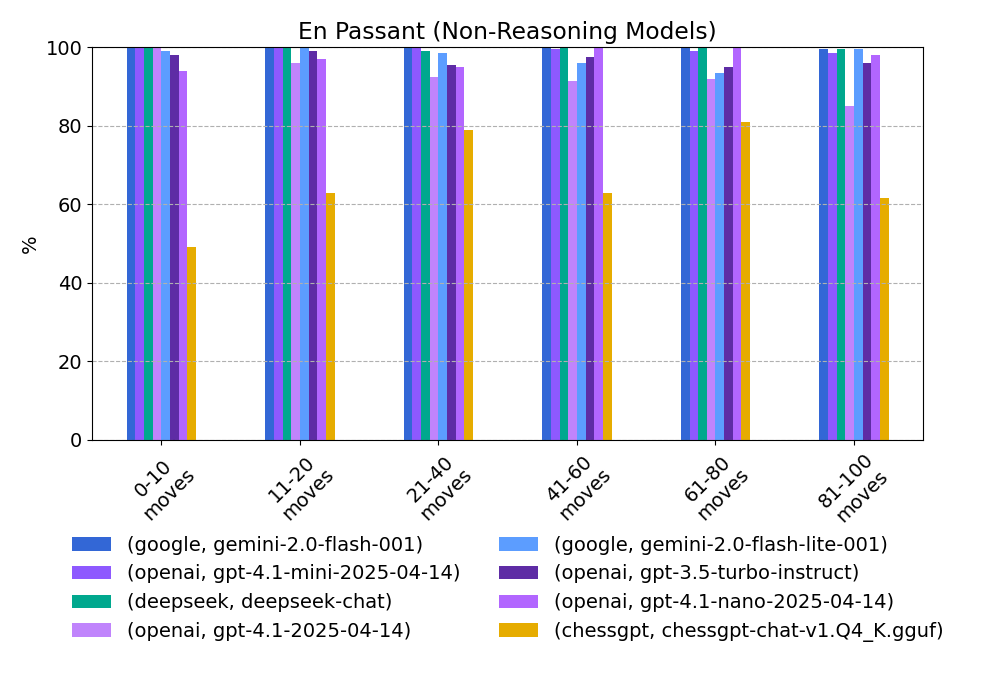 En Passant (Non-Reasoning Models)
100
80
60
40
20
0
%
0-10
moves
11-20
moves
21-40
moves
41-60
moves
61-80
moves
81-100
moves
(google, gemini-2.0-flash-001)
(openai, gpt-4.1-mini-2025-04-14)
(deepseek, deepseek-chat)
(openai, gpt-4.1-2025-04-14)
(google, gemini-2.0-flash-lite-001)
(openai, gpt-3.5-turbo-instruct)
(openai, gpt-4.1-nano-2025-04-14)
(chessgpt, chessgpt-chat-v1.Q4_K.gguf)